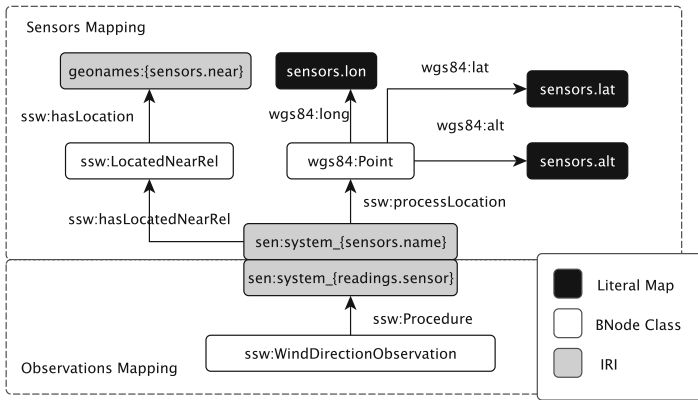 Sensors Mapping
geonames:{sensors.near}
sensors.lon
wgs84:lat
sensors.lat
ssw:hasLocation
wgs84:long
wgs84:alt
ssw:LocatedNearRel
wgs84:Point
sensors.alt
ssw:processLocation
ssw:hasLocatedNearRel
sen:system_{sensors.name}
sen:system_{readings.sensor}
ssw:Procedure
ssw:WindDirectionObservation
Observations Mapping
Literal Map
BNode Class
IRI